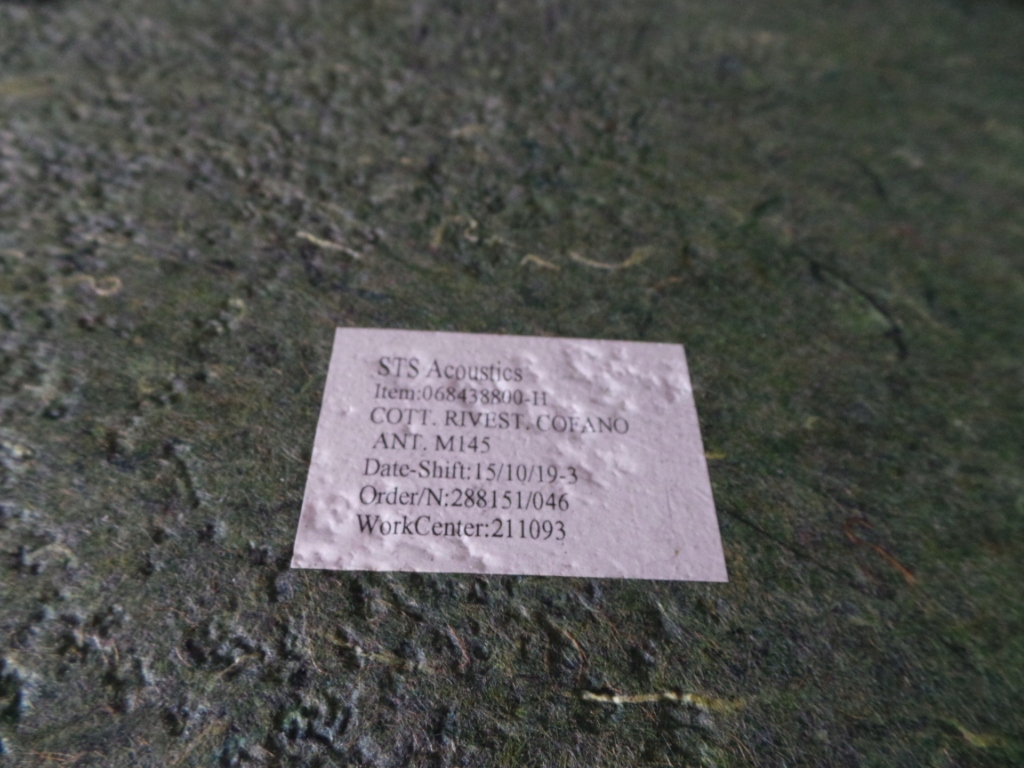 STS Acoustics
Item:068438800-H
COTT. RIVEST. COFANO
ANT. M145
Date-Shift:15/10/19-3
Order/N:288151/046
WorkCenter:211093